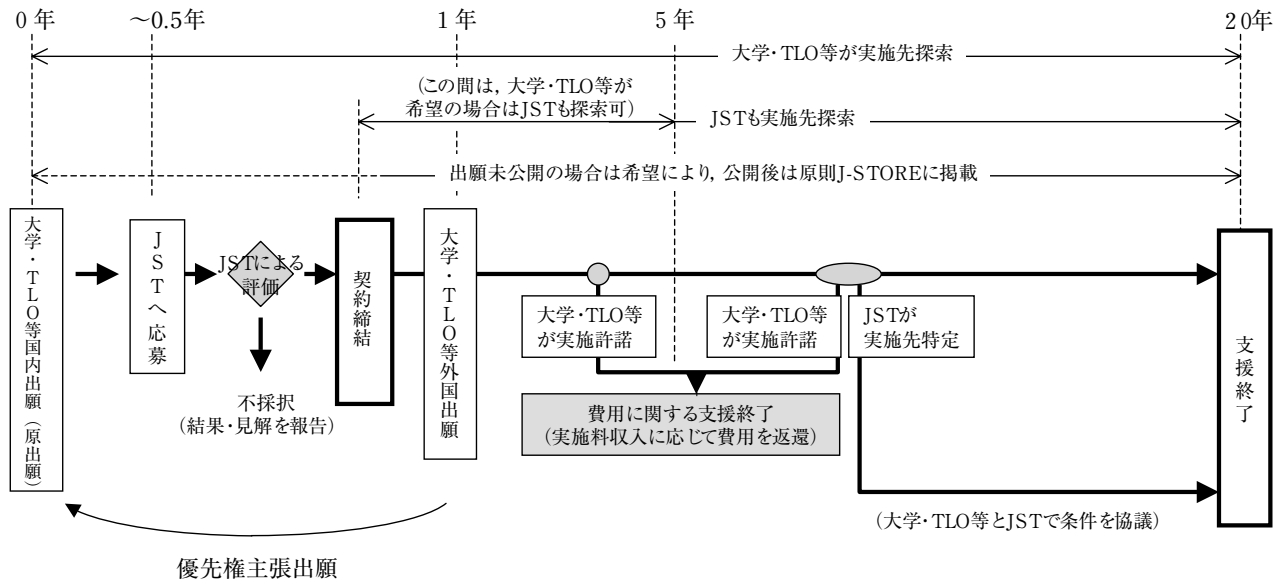 0 年
～0.5年
1 年
5 年
20年
大学・TLO等が実施先探索
(この間は, 大学・TLO等が
希望の場合はJSTも探索可)
JSTも実施先探索
出願未公開の場合は希望により, 公開後は原則J-STOREに掲載
大学・TLO等国内出願（原出願）
JSTへ応募
JSTによる
評価
不採択
(結果・見解を報告)
契約締結
大学・TLO等外国出願
大学・TLO等
が実施許諾
大学・TLO等
が実施許諾
JSTが
実施先特定
費用に関する支援終了
(実施料収入に応じて費用を返還)
(大学・TLO等とJSTで条件を協議)
支援終了
優先権主張出願